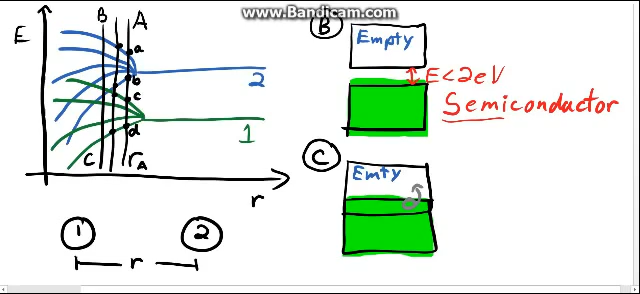 www.Bandicam.com
E
B
A
a
b
c
d
2
1
C
rA
r
1
2
r
B
Empty
E<2eV
Semiconductor
C
Emty